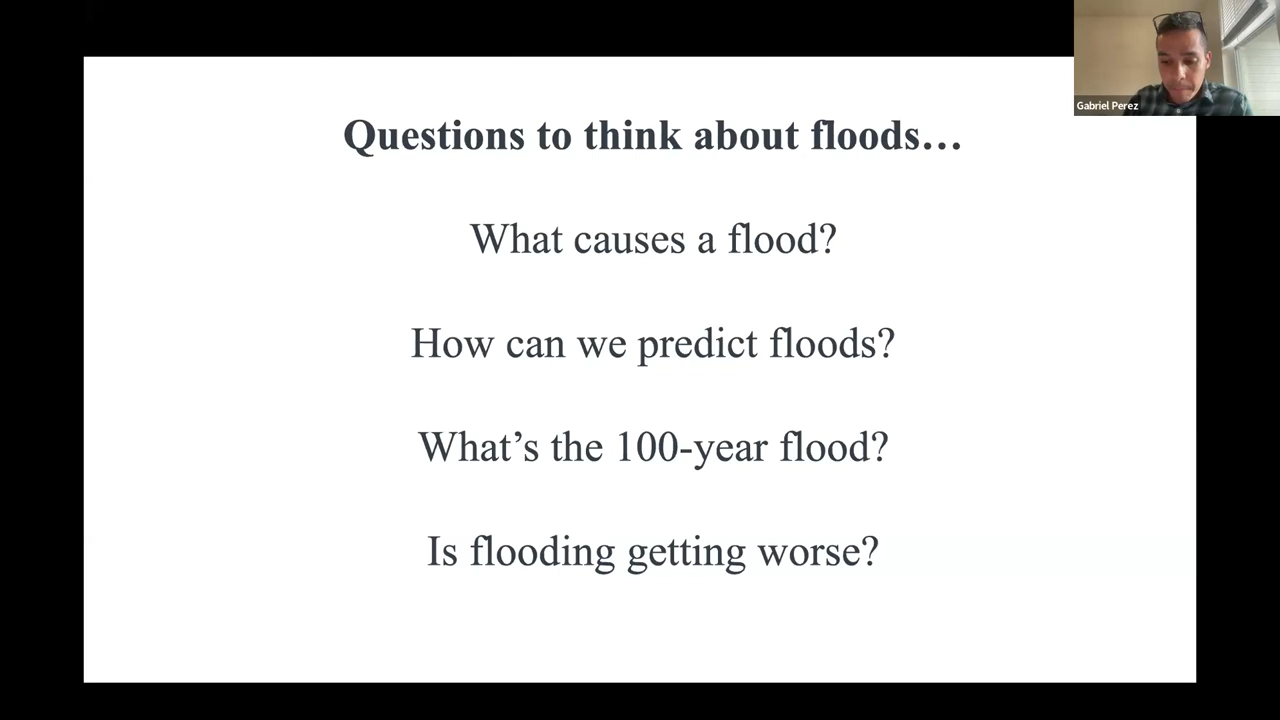 Gabriel Perez
Questions to think about floods…
What causes a flood?
How can we predict floods?
What’s the 100-year flood?
Is flooding getting worse?